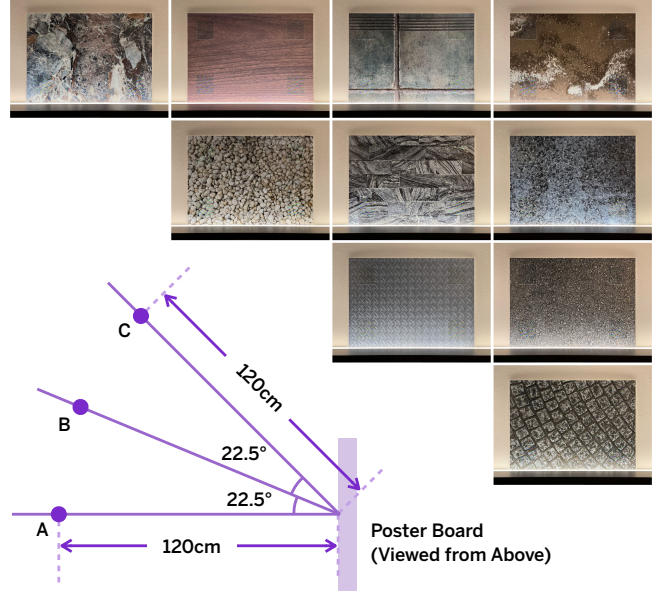 C
120cm
B
22.5°
22.5°
A
120cm
Poster Board
(Viewed from Above)